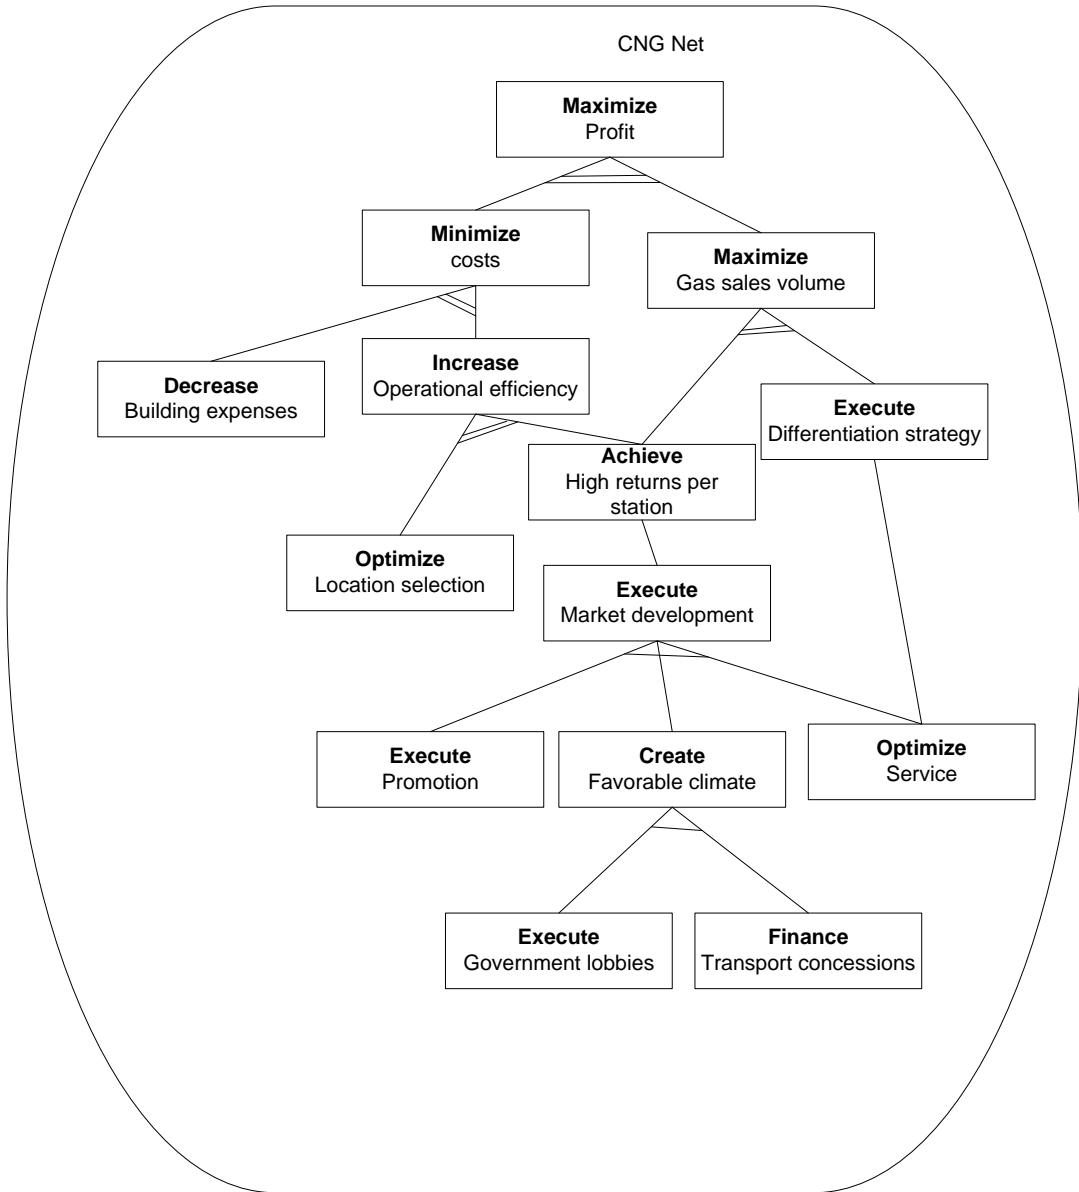 CNG Net
Maximize
Profit
Minimize
costs
Maximize
Gas sales volume
Decrease
Building expenses
Increase
Operational efficiency
Execute
Differentiation strategy
Achieve
High returns per
station
Optimize
Location selection
Execute
Market development
Execute
Promotion
Create
Favorable climate
Optimize
Service
Execute
Government lobbies
Finance
Transport concessions